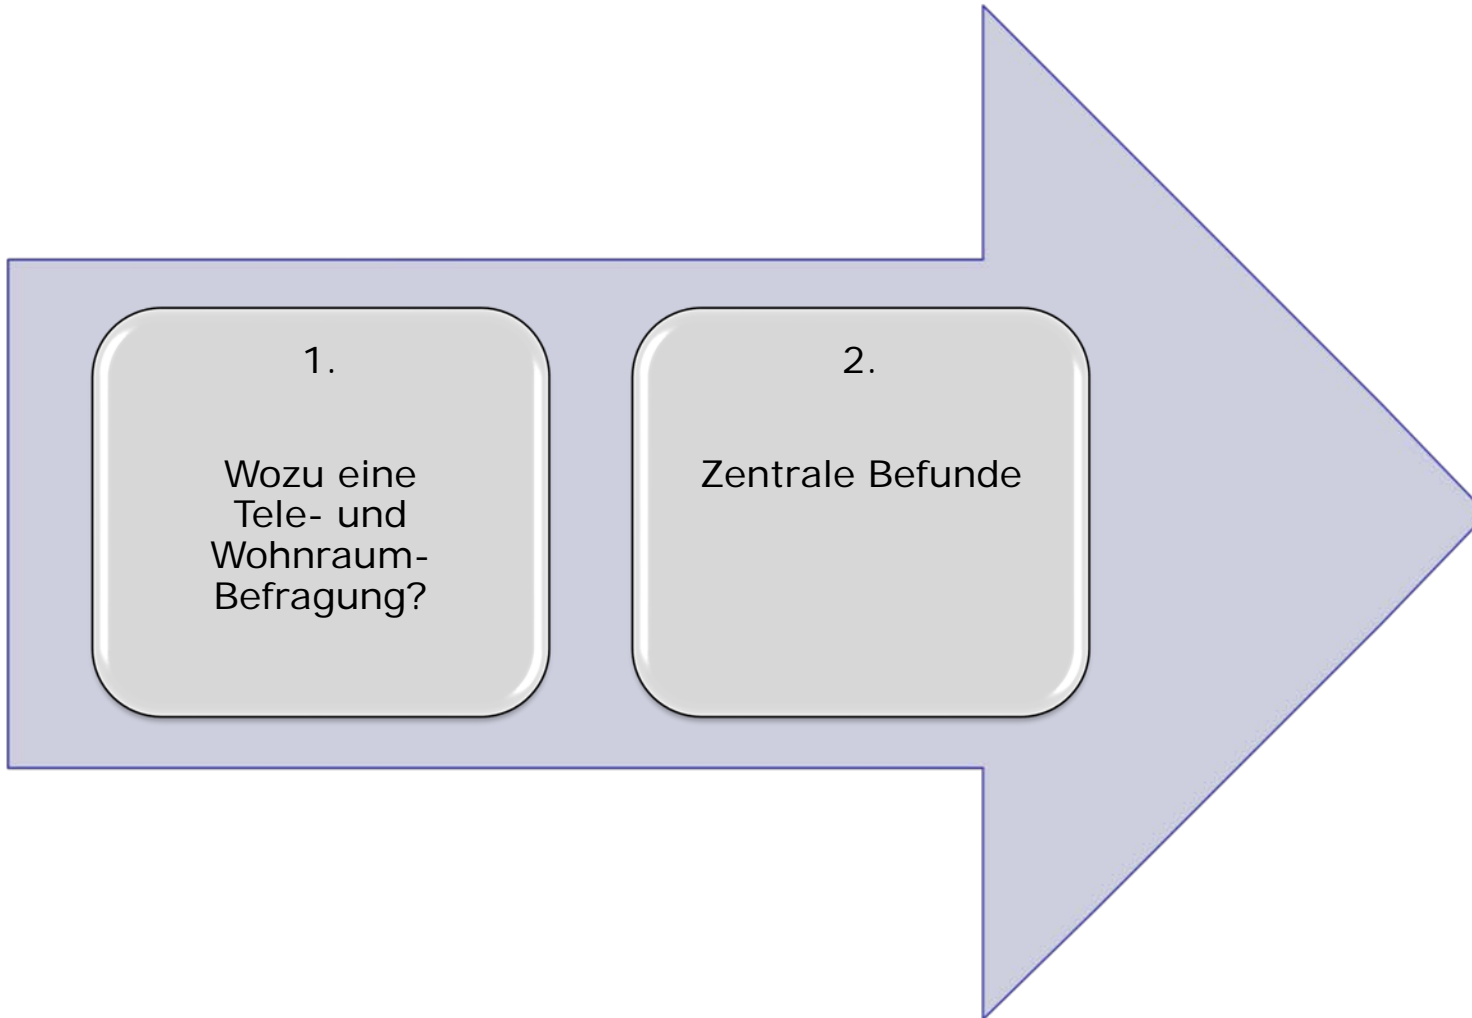 1.
Wozu eine
Tele- und
Wohnraum-
Befragung?
2.
Zentrale Befunde